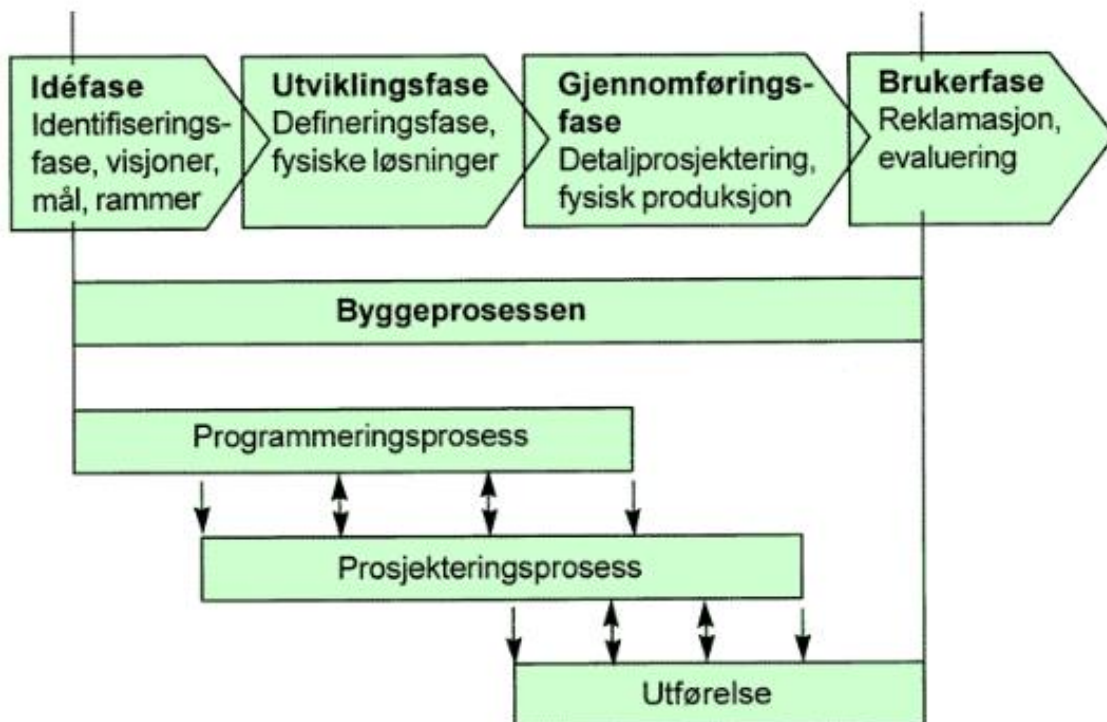 Idéfase
Identifiserings-
fase, visjoner,
mål, rammer
Utviklingsfase
Defineringsfase,
fysiske løsninger
Gjennomførings-
fase
Detaljprosjektering,
fysisk produksjon
Brukerfase
Reklamasjon,
evaluering
Byggeprosessen
Programmeringsprosess
Prosjekteringsprosess
Utførelse